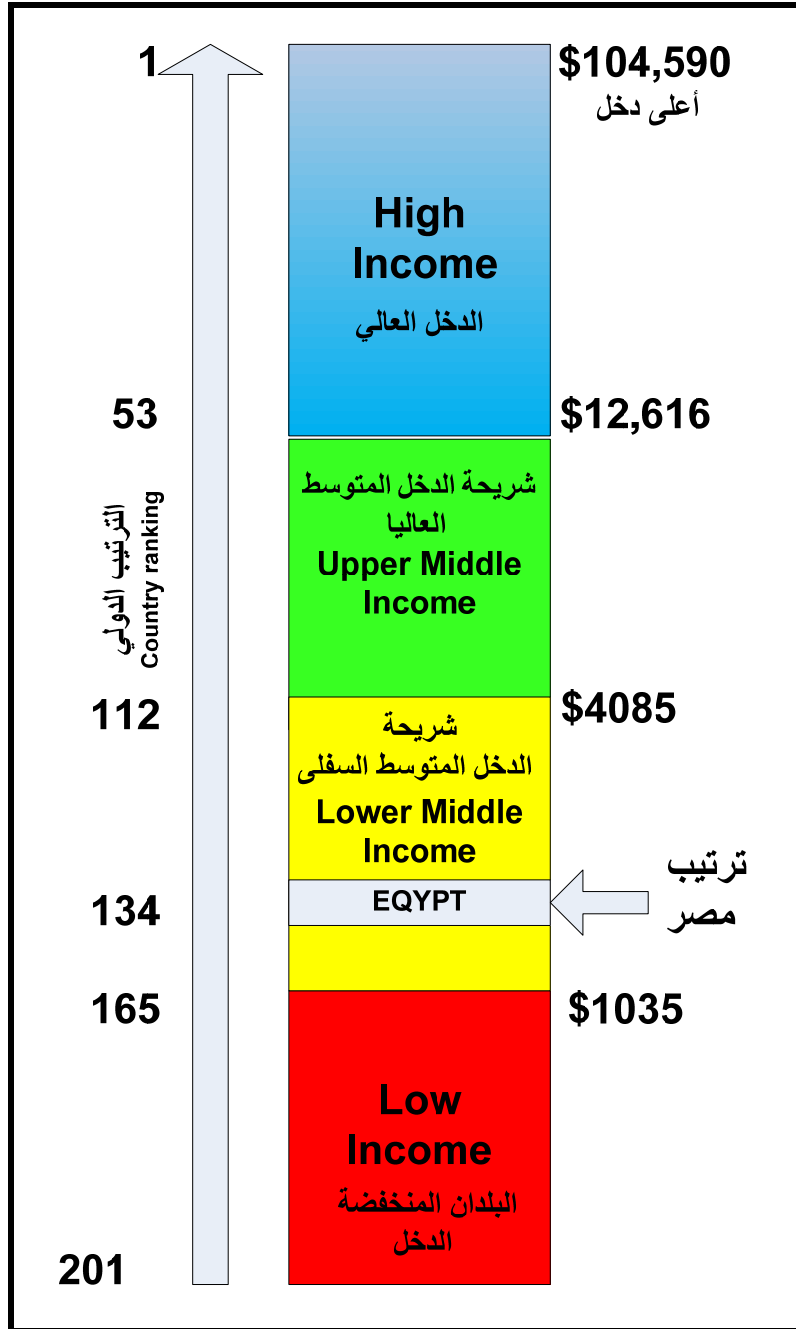 1
$104,590
أعلى دخل
High
Income
الدخل العالي
53
$12,616
شريحة الدخل المتوسط
العاليا
Upper Middle
Income
الترتيب الدولي
Country ranking
112
$4085
شريحة
الدخل المتوسط السفلى
Lower Middle
Income
134
EQYPT
ترتيب
مصر
165
$1035
Low
Income
البلدان المنخفضة
الدخل
201